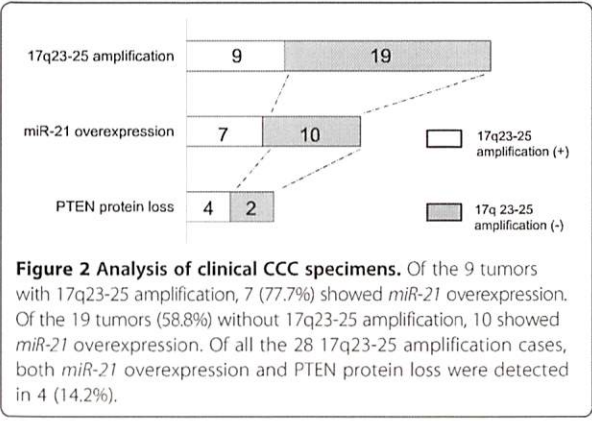 17q23-25 amplification
9
19
miR-21 overexpression
7
10
17q23-25
amplification (+)
PTEN protein loss
4
2
17q 23-25
amplification (-)
Figure 2 Analysis of clinical CCC specimens. Of the 9 tumors
with 17q23-25 amplification, 7 (77.7%) showed miR-21 overexpression.
Of the 19 tumors (58.8%) without 17q23-25 amplification, 10 showed
miR-21 overexpression. Of all the 28 17q23-25 amplification cases,
both miR-21 overexpression and PTEN protein loss were detected
in 4 (14.2%).